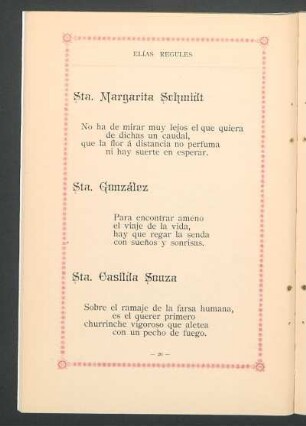 ELÍAS REGULES
Sta. Margarita Schmidt
No ha de mirar muy lejos el que quiera
de dichas un caudal,
que la flor á distancia no perfuma
ni hay suerte en esperar.
Sta. González
Para encontrar ameno
el viaje de la vida,
hay que regar la senda
con sueños y sonrisas.
Sta. Casilda Souza
Sobre el ramaje de la farsa humana,
es el querer primero
churrinche vigoroso que aletea
con un pecho de fuego.